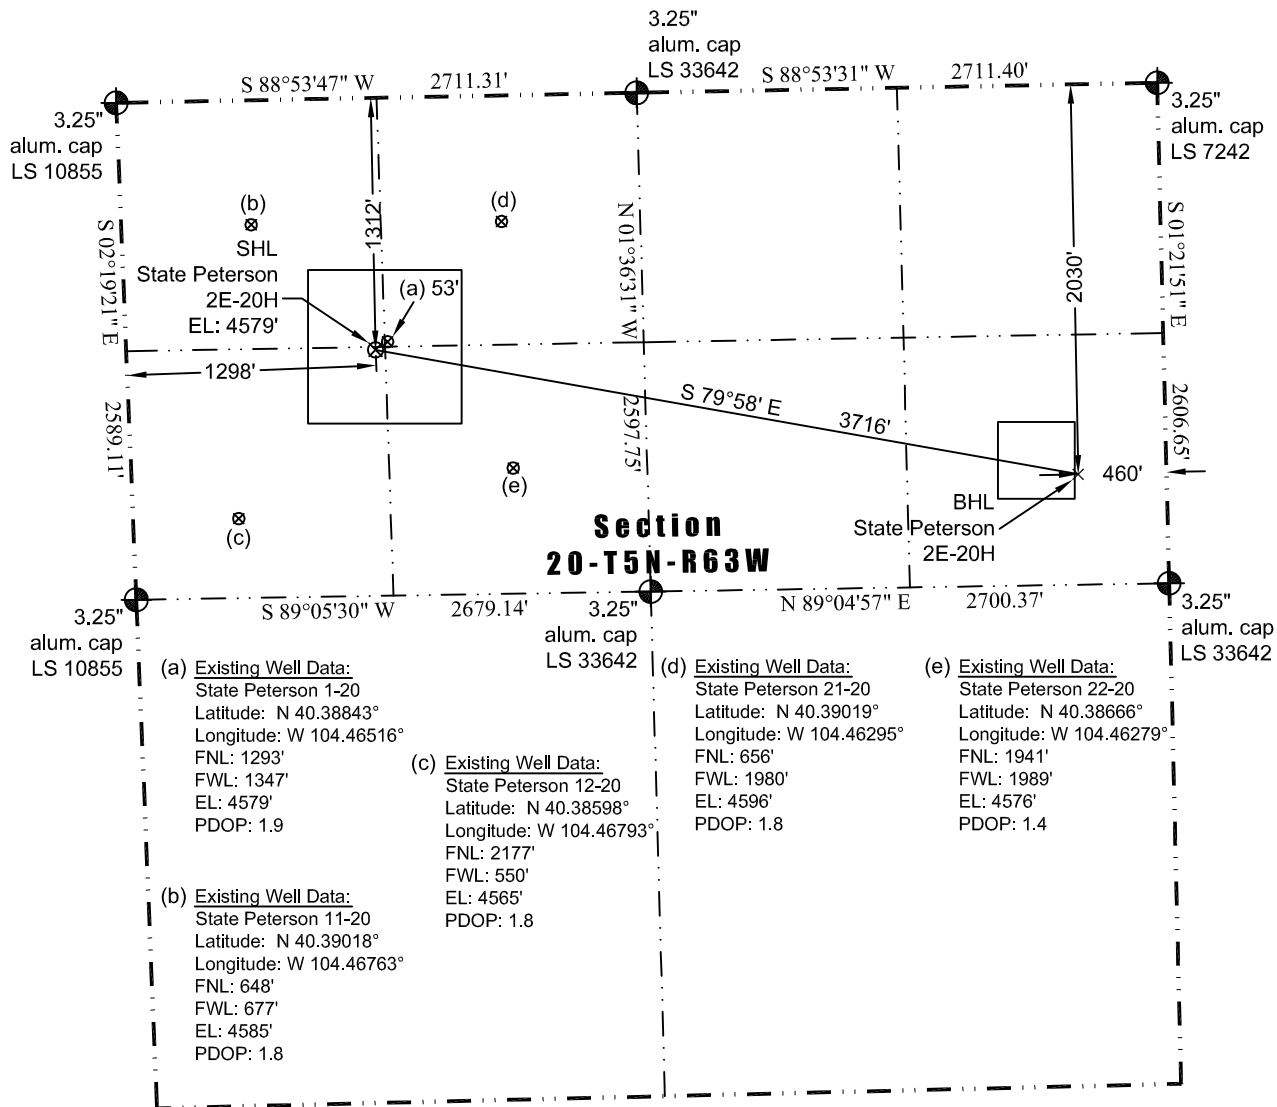 3.25"
alum. cap
LS 33642
S 88°53'47" W
2711.31'
S 88°53'31" W
2711.40'
3.25"
alum. cap
LS 10855
3.25"
alum. cap
LS 7242
S 02°19'21" E
2589.11'
1312'
N 01°36'31" W
2597.75'
2030'
S 01°21'51" E
2606.65'
(b)
(d)
SHL
State Peterson
2E-20H
EL: 4579'
(a) 53'
1298'
S 79°58' E
3716'
(e)
(c)
460'
BHL
State Peterson
2E-20H
Section
20-T5N-R63W
S 89°05'30" W
2679.14'
N 89°04'57" E
2700.37'
3.25"
alum. cap
LS 10855
3.25"
alum. cap
LS 33642
3.25"
alum. cap
LS 33642
(a) Existing Well Data:
State Peterson 1-20
Latitude: N 40.38843°
Longitude: W 104.46516°
FNL: 1293'
FWL: 1347'
EL: 4579'
PDOP: 1.9
(b) Existing Well Data:
State Peterson 11-20
Latitude: N 40.39018°
Longitude: W 104.46763°
FNL: 648'
FWL: 677'
EL: 4585'
PDOP: 1.8
(c) Existing Well Data:
State Peterson 12-20
Latitude: N 40.38598°
Longitude: W 104.46793°
FNL: 2177'
FWL: 550'
EL: 4565'
PDOP: 1.8
(d) Existing Well Data:
State Peterson 21-20
Latitude: N 40.39019°
Longitude: W 104.46295°
FNL: 656'
FWL: 1980'
EL: 4596'
PDOP: 1.8
(e) Existing Well Data:
State Peterson 22-20
Latitude: N 40.38666°
Longitude: W 104.46279°
FNL: 1941'
FWL: 1989'
EL: 4576'
PDOP: 1.4